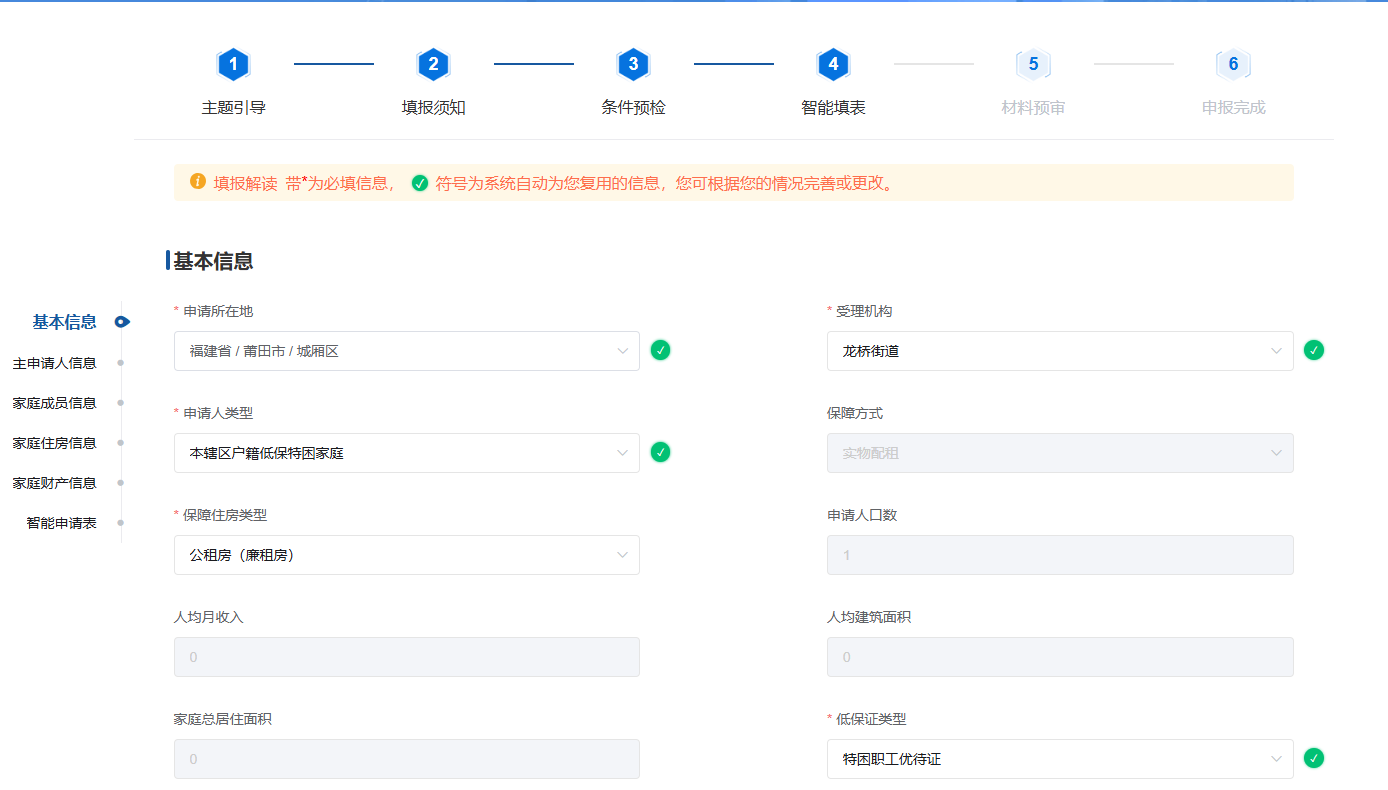 1 2 3 4 5 6
主题引导 填报须知 条件预检 智能填表 材料预审 申报完成
填报解读 带*为必填信息， 符号为系统自动为您复用的信息，您可根据您的情况完善或更改。
基本信息
基本信息
主申请人信息
家庭成员信息
家庭住房信息
家庭财产信息
智能申请表
* 申请所在地
福建省 / 莆田市 / 城厢区
* 受理机构
龙桥街道
* 申请人类型
本辖区户籍低保特困家庭
保障方式
实物配租
* 保障住房类型
公租房（廉租房）
申请人口数
1
人均月收入
0
人均建筑面积
0
家庭总居住面积
0
* 低保证类型
特困职工优待证